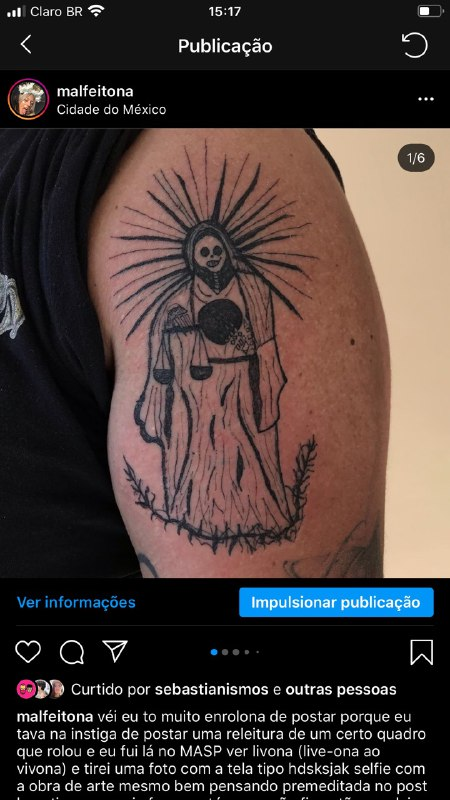 Claro BR
15:17
Publicação
malfeitona
Cidade do México
1/6
Ver informações
Impulsionar publicação
Curtido por sebastianismos e outras pessoas
malfeitona véi eu to muito enrolona de postar porque eu
tava na instiga de postar uma releitura de um certo quadro
que rolou e eu fui lá no MASP ver livona (live-ona ao
vivona) e tirei uma foto com a tela tipo hdsksjak selfie com
a obra de arte mesmo bem pensando premeditada no post